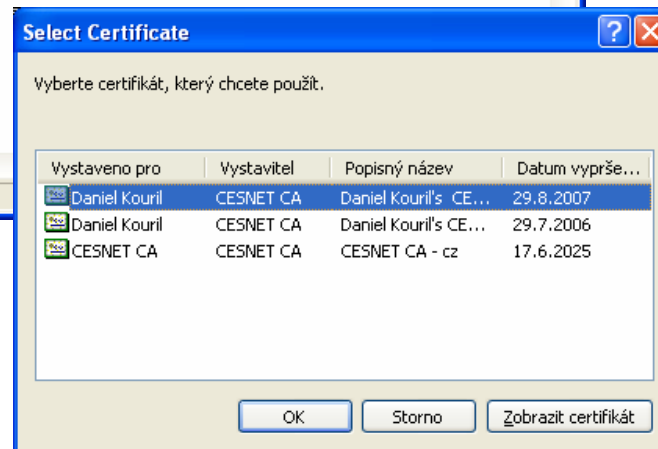 Select Certificate
Vyberte certifikát, který chcete použít.
Vystaveno pro Vystavitel Popisný název Datum vyprše...
Daniel Kouril CESNET CA Daniel Kouril's CE... 29.8.2007
Daniel Kouril CESNET CA Daniel Kouril's CE... 29.7.2006
CESNET CA CESNET CA CESNET CA - cz 17.6.2025
OK Storno Zobrazit certifikát